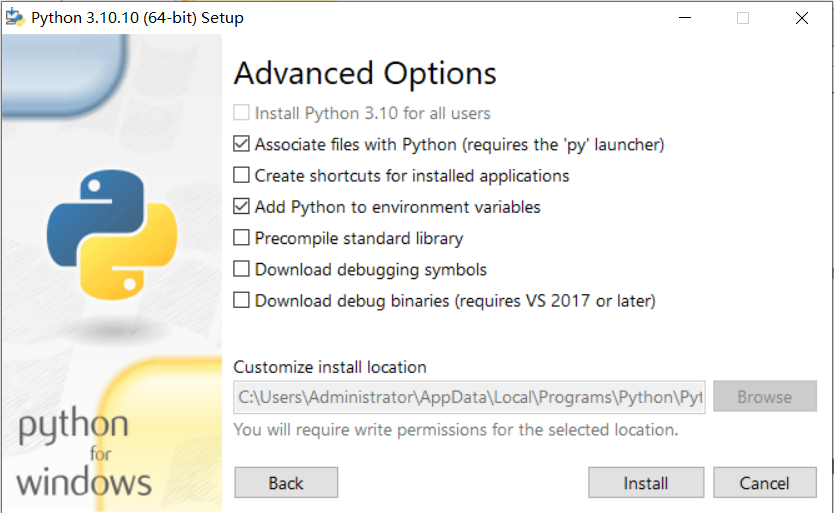 Python 3.10.10 (64-bit) Setup
Advanced Options
Install Python 3.10 for all users
Associate files with Python (requires the 'py' launcher)
Create shortcuts for installed applications
Add Python to environment variables
Precompile standard library
Download debugging symbols
Download debug binaries (requires VS 2017 or later)
Customize install location
C:\Users\Administrator\AppData\Local\Programs\Python\Pyt
Browse
You will require write permissions for the selected location.
python
for
windows
Back
Install
Cancel